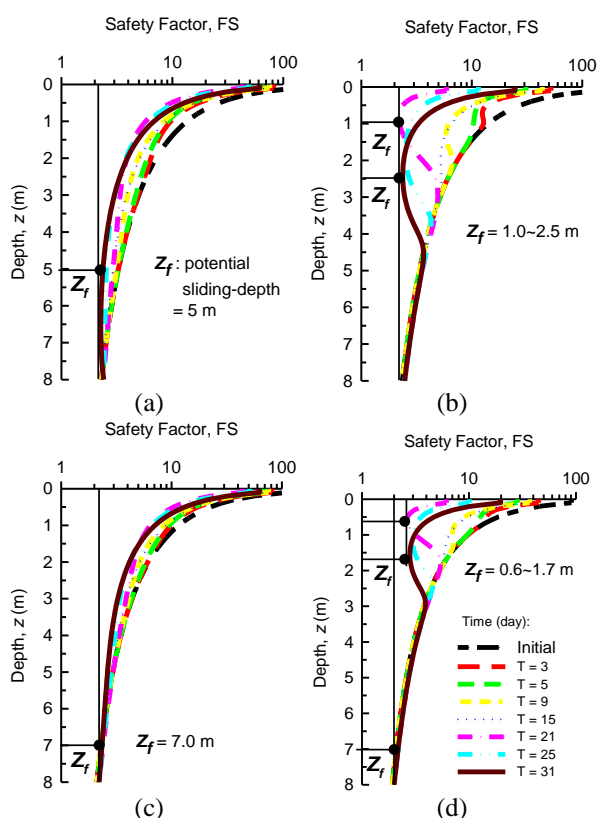 Safety Factor, FS
1 10 100
0
1
2
3
4
5
6
7
8
Depth, z (m)
Zf
Zf : potential
sliding-depth
= 5 m
(a)
Safety Factor, FS
1 10 100
0
1
2
3
4
5
6
7
8
Depth, z (m)
Zf
Zf
Zf = 1.0~2.5 m
(b)
Safety Factor, FS
1 10 100
0
1
2
3
4
5
6
7
8
Depth, z (m)
Zf
Zf = 7.0 m
(c)
Safety Factor, FS
1 10 100
0
1
2
3
4
5
6
7
8
Depth, z (m)
Zf
Zf
Zf
Zf = 0.6~1.7 m
Time (day):
Initial
T = 3
T = 5
T = 9
T = 15
T = 21
T = 25
T = 31
(d)